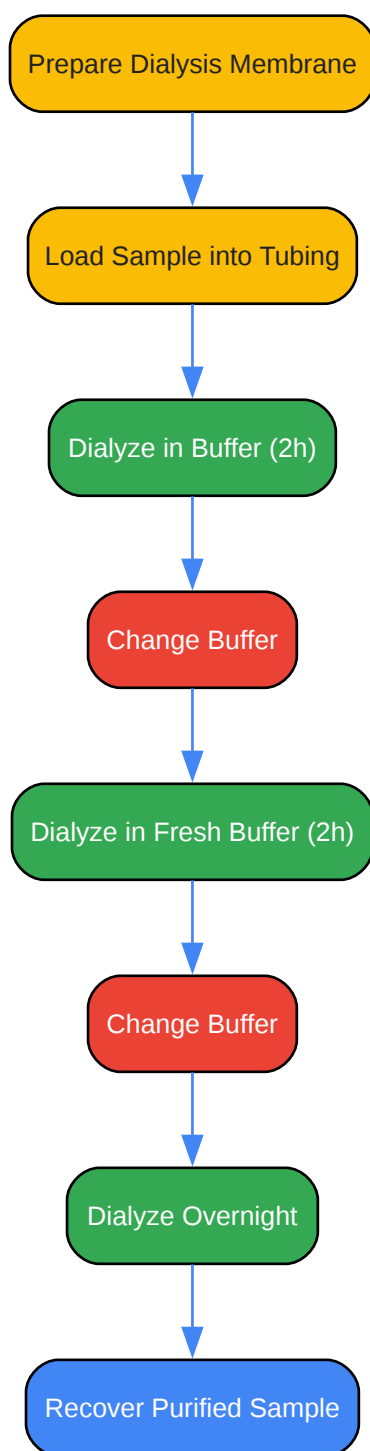 Prepare Dialysis Membrane
Load Sample into Tubing
Dialyze in Buffer (2h)
Change Buffer
Dialyze in Fresh Buffer (2h)
Change Buffer
Dialyze Overnight
Recover Purified Sample